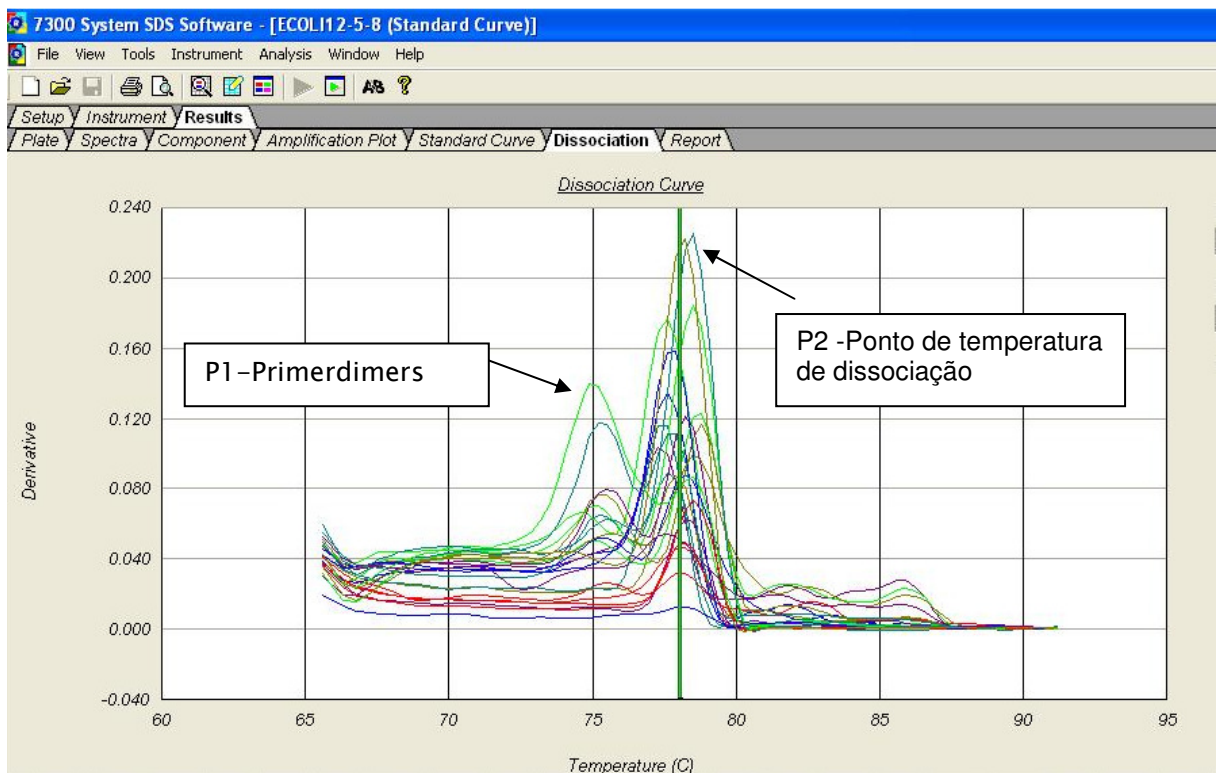 7300 System SDS Software - [ECOLI12-5-8 (Standard Curve)]
File View Tools Instrument Analysis Window Help
Setup Instrument Results
Plate Spectra Component Amplification Plot Standard Curve Dissociation Report
Dissociation Curve
0.240
0.200
0.160
0.120
0.080
0.040
0.000
-0.040
Derivative
P1-Primerdimers
P2 -Ponto de temperatura
de dissociação
60 65 70 75 80 85 90 95
Temperature (C)